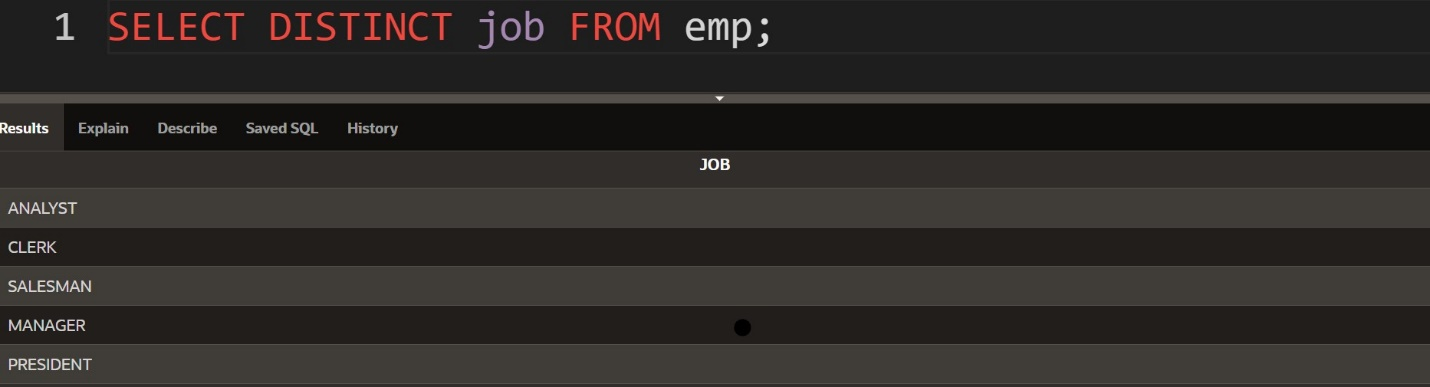 1 SELECT DISTINCT job FROM emp;
Results Explain Describe Saved SQL History
JOB
ANALYST
CLERK
SALESMAN
MANAGER
PRESIDENT